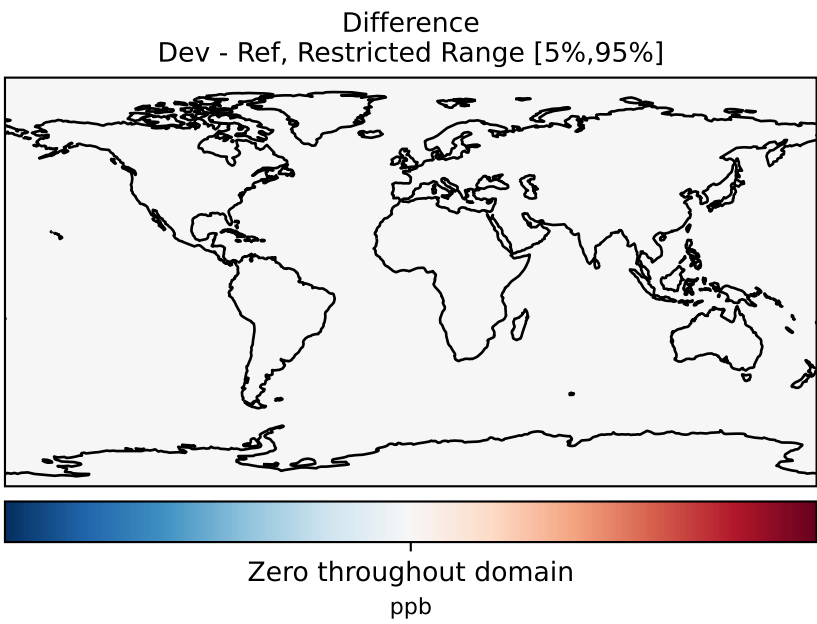 Difference
Dev - Ref, Restricted Range [5%,95%]
Zero throughout domain
ppb